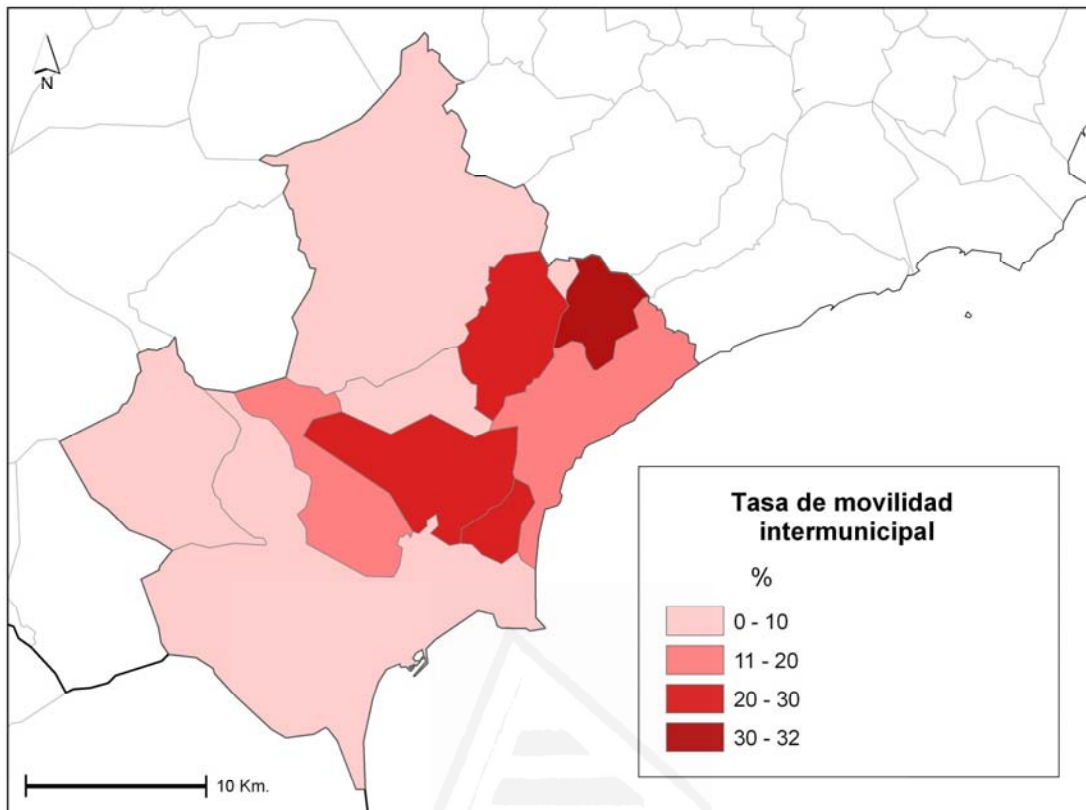 N
Tasa de movilidad
intermunicipal
%
0 - 10
11 - 20
20 - 30
30 - 32
10 Km.